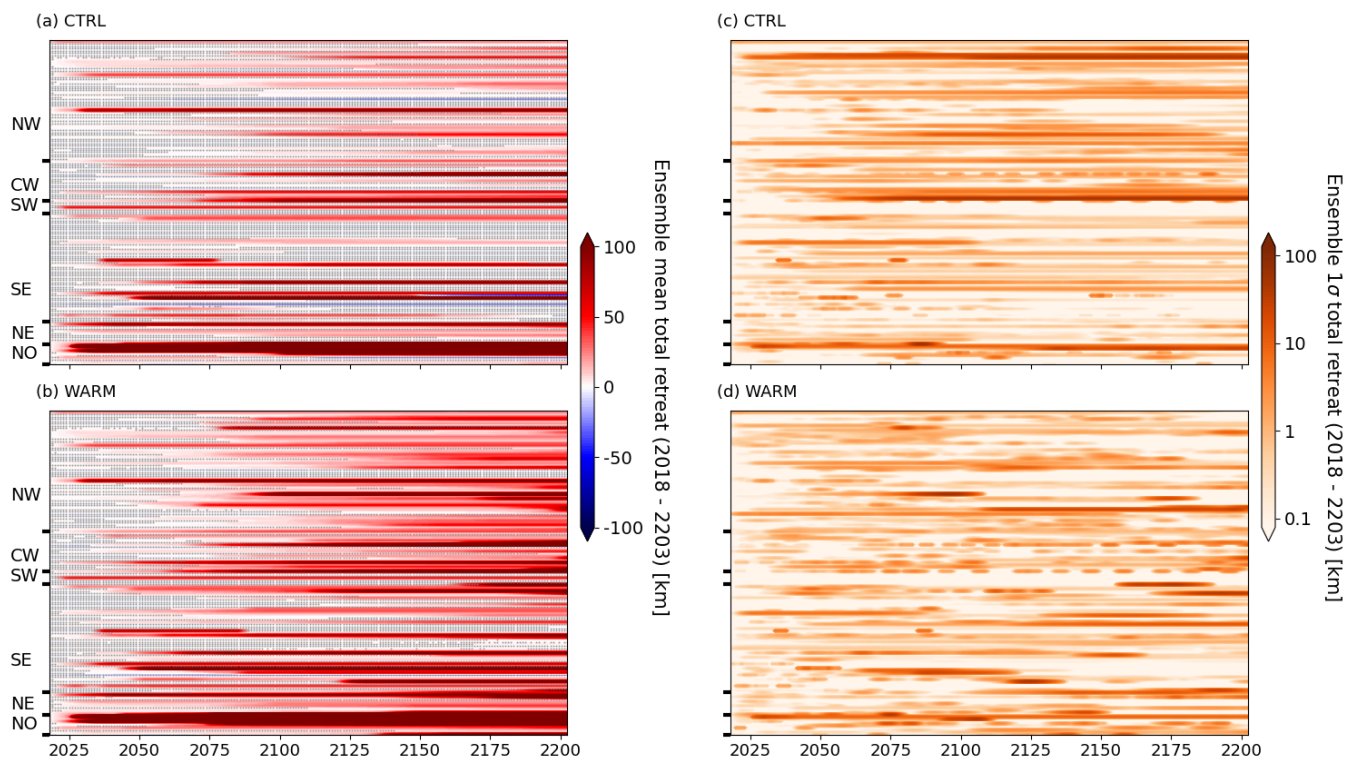 (a) CTRL
NW
CW
SW
SE
NE
NO
(b) WARM
NW
CW
SW
SE
NE
NO
2025 2050 2075 2100 2125 2150 2175 2200
100
50
0
-50
-100
Ensemble mean total retreat (2018 - 2203) [km]
(c) CTRL
(d) WARM
2025 2050 2075 2100 2125 2150 2175 2200
100
10
1
0.1
Ensemble 1σ total retreat (2018 - 2203) [km]